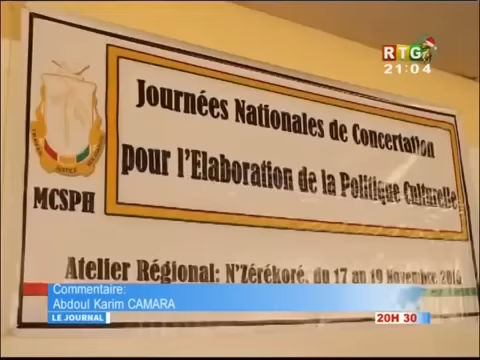 RTG
21:04
Journées Nationales de Concertation
pour l'Elaboration de la Politique Culturelle
MCSPH
Atelier Régional: N'Zérékoré, du 17 au 19 Novembre 2016
Commentaire:
Abdoul Karim CAMARA
LE JOURNAL
20H 30